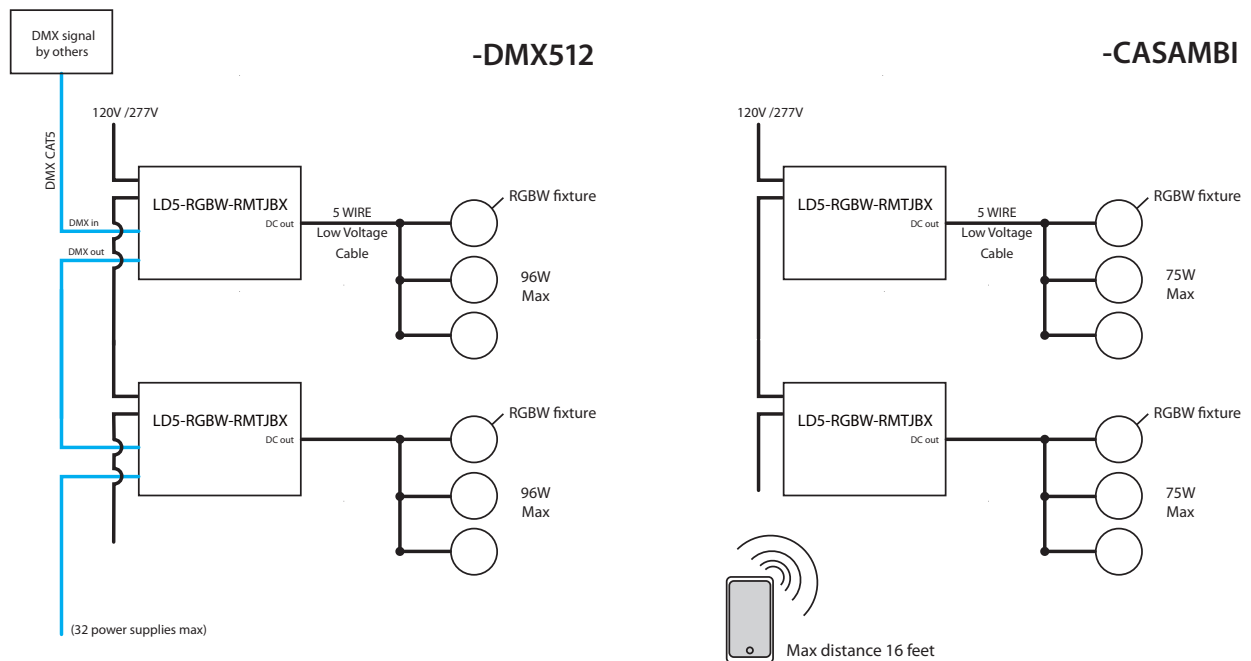 DMX signal
by others
-DMX512
120V /277V
DMX CAT5
LD5-RGBW-RMTJBX
DMX in
DC out
DMX out
5 WIRE
Low Voltage
Cable
RGBW fixture
96W
Max
LD5-RGBW-RMTJBX
DC out
RGBW fixture
96W
Max
(32 power supplies max)
-CASAMBI
120V /277V
LD5-RGBW-RMTJBX
DC out
5 WIRE
Low Voltage
Cable
RGBW fixture
75W
Max
LD5-RGBW-RMTJBX
DC out
RGBW fixture
75W
Max
Max distance 16 feet